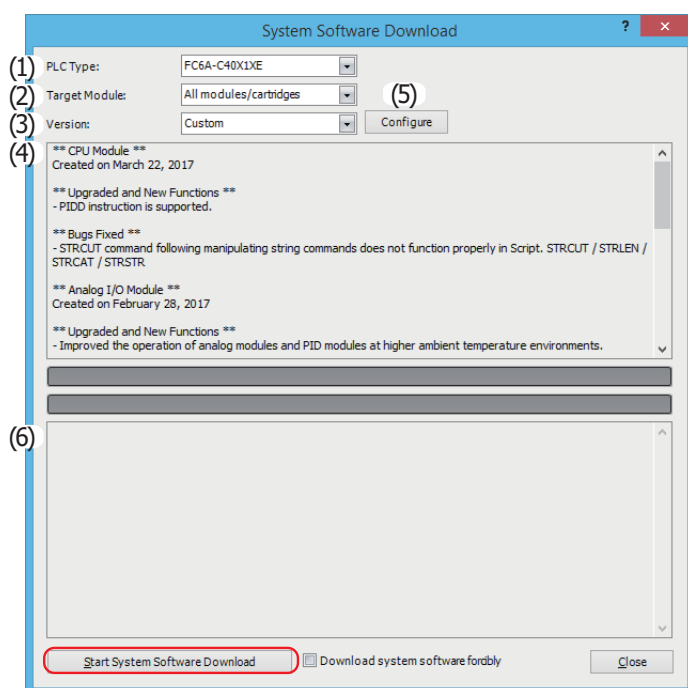 System Software Download
? ×
(1) PLC Type: FC6A-C40X1XE
(2) Target Module: All modules/cartridges
(5)
(3) Version: Custom Configure
(4) ** CPU Module **
Created on March 22, 2017
** Upgraded and New Functions **
- PIDD instruction is supported.
** Bugs Fixed **
- STRCUT command following manipulating string commands does not function properly in Script. STRCUT / STRLEN /
STRCAT / STRSTR
** Analog I/O Module **
Created on February 28, 2017
** Upgraded and New Functions **
- Improved the operation of analog modules and PID modules at higher ambient temperature environments.
(6)
Start System Software Download Download system software fordbly Close